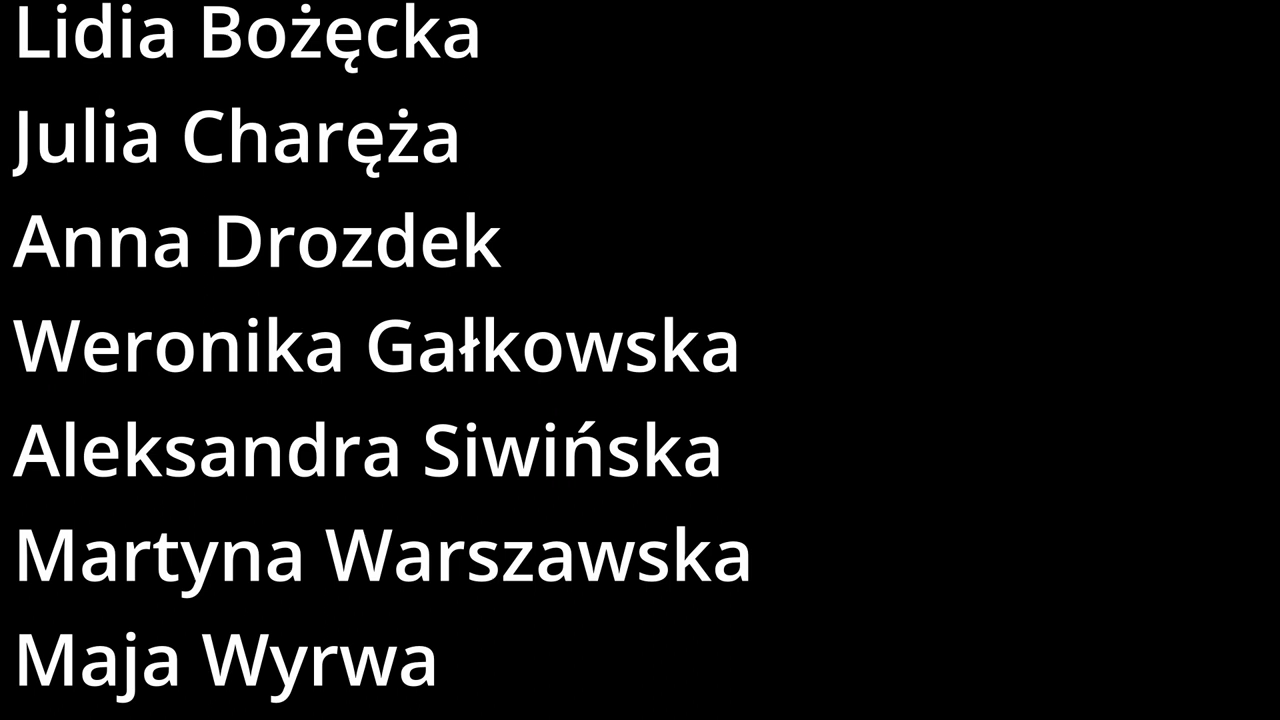 Lidia Bożęcka
Julia Charęża
Anna Drozdek
Weronika Gałkowska
Aleksandra Siwińska
Martyna Warszawska
Maja Wyrwa